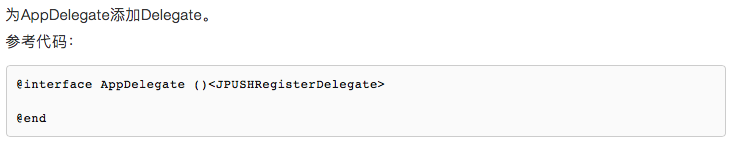 为AppDelegate添加Delegate。
参考代码：
@interface AppDelegate ()<JPUSHRegisterDelegate>
@end